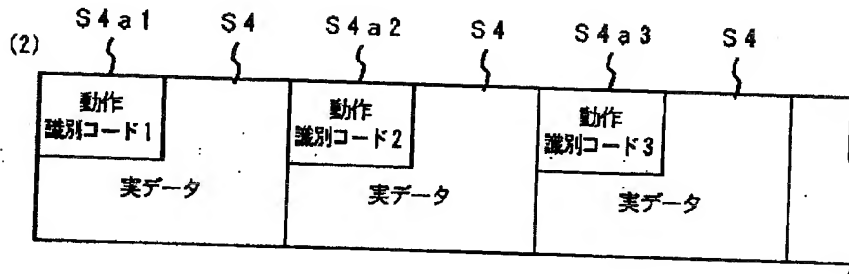 (2)
S4a1 S4 S4a2 S4 S4a3 S4
動作 動作 動作
識別コード1 識別コード2 識別コード3
実データ 実データ 実データ